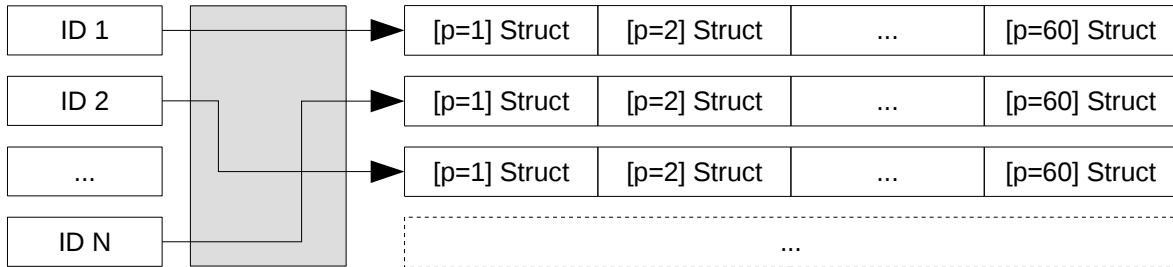 ID 1 [p=1] Struct [p=2] Struct ... [p=60] Struct
ID 2 [p=1] Struct [p=2] Struct ... [p=60] Struct
... [p=1] Struct [p=2] Struct ... [p=60] Struct
ID N ...